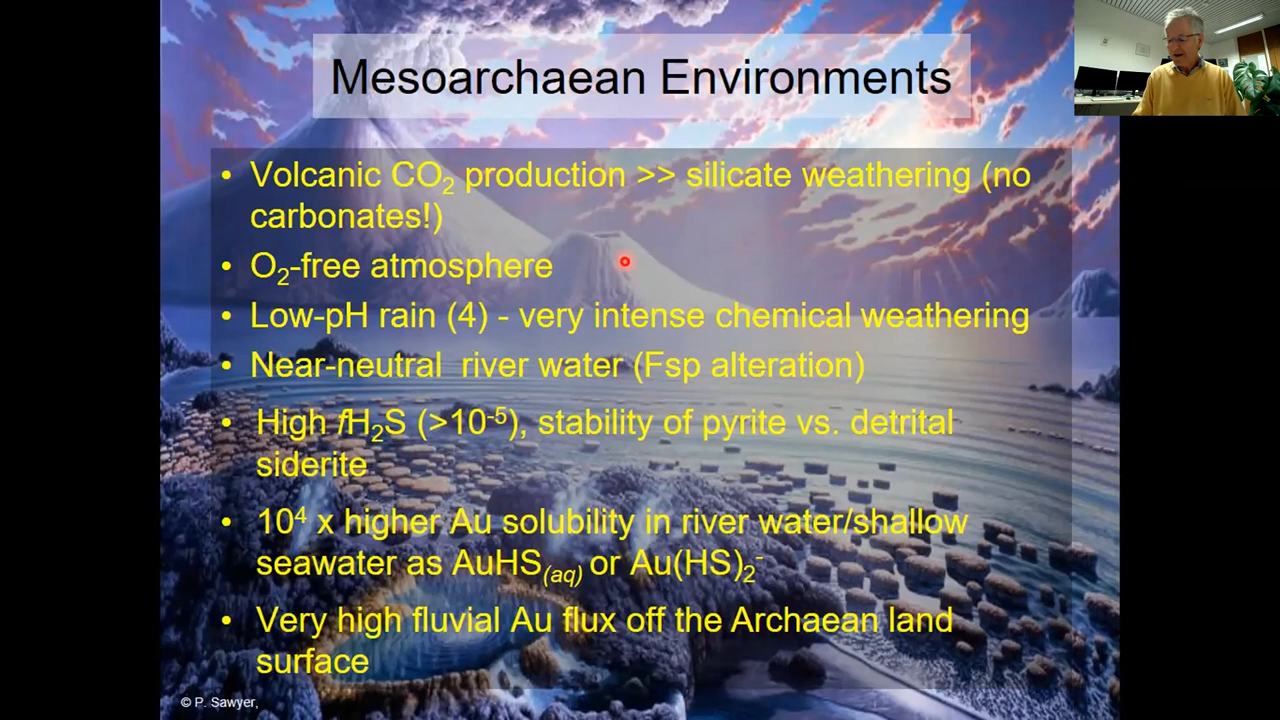 Mesoarchaean Environments
• Volcanic CO₂ production >> silicate weathering (no
carbonates!)
• O₂-free atmosphere
• Low-pH rain (4) - very intense chemical weathering
• Near-neutral river water (Fsp alteration)
• High fH₂S (>10⁻⁵), stability of pyrite vs. detrital
siderite
• 10⁴ x higher Au solubility in river water/shallow
seawater as AuHS(aq) or Au(HS)₂⁻
• Very high fluvial Au flux off the Archaean land
surface
© P. Sawyer,